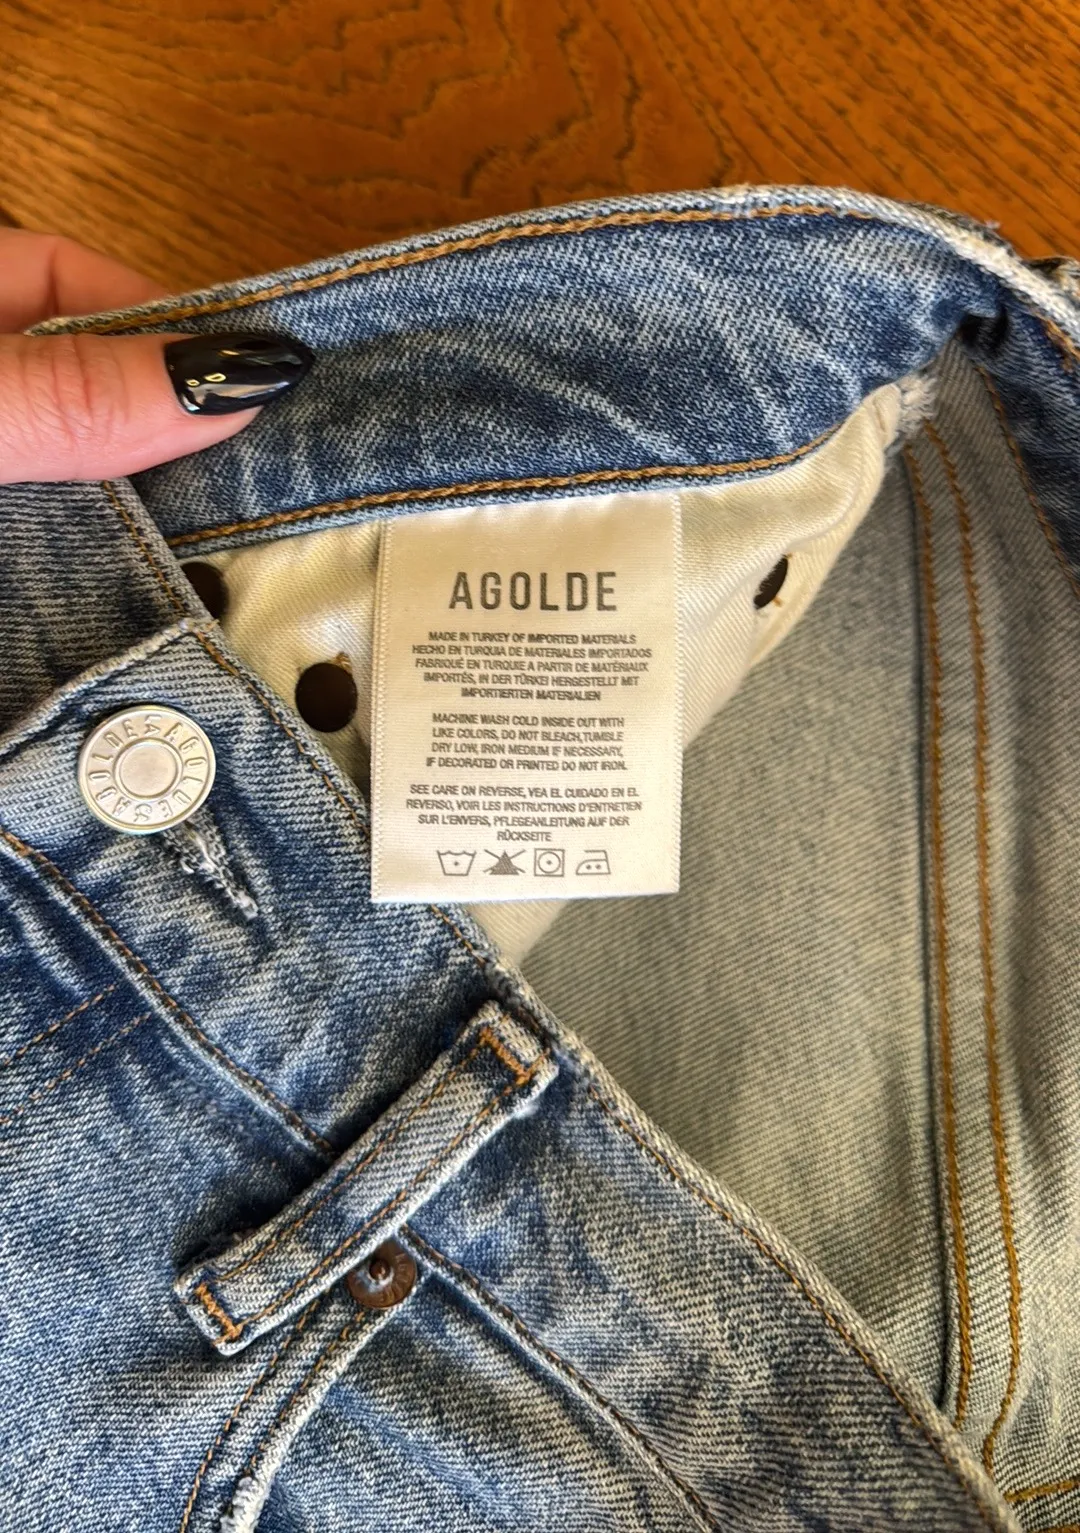 AGOLDE
MADE IN TURKEY OF IMPORTED MATERIALS
HECHO EN TURQUIA DE MATERIALES IMPORTADOS
FABRIQUÉ EN TURQUIE A PARTIR DE MATÉRIAUX
IMPORTÉS, IN DER TÜRKEI HERGESTELLT MIT
IMPORTIERTEN MATERIALIEN
MACHINE WASH COLD INSIDE OUT WITH
LIKE COLORS, DO NOT BLEACH,TUMBLE
DRY LOW, IRON MEDIUM IF NECESSARY,
IF DECORATED OR PRINTED DO NOT IRON.
SEE CARE ON REVERSE, VEA EL CUIDADO EN EL
REVERSO, VOIR LES INSTRUCTIONS D'ENTRETIEN
SUR L'ENVERS, PFLEGEANLEITUNG AUF DER
RÜCKSEITE
AGOLDE AGOLDE